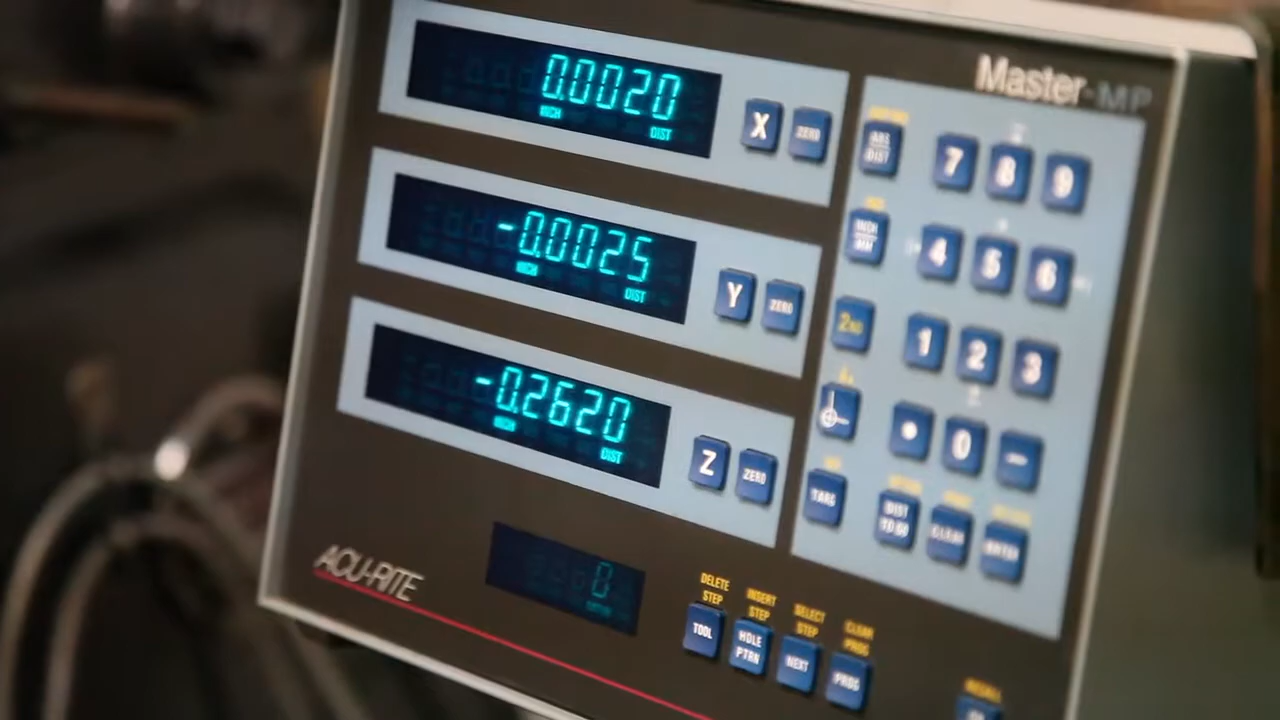 0.0020
INCH DIST
X ZERO
-0.0025
INCH DIST
Y ZERO
-0.2620
INCH DIST
Z ZERO
ACU-RITE
0
Master-MP
ABS
DIST
7 8 9
INCH
MM
4 5 6
2ND
1 2 3
. 0 -
TARG
DIST
TO GO
CLEAR
ENTER
DELETE
STEP
INSERT
STEP
SELECT
STEP
CLEAR
PROG
TOOL
HOLE
PTRN
NEXT
PROG
RECALL